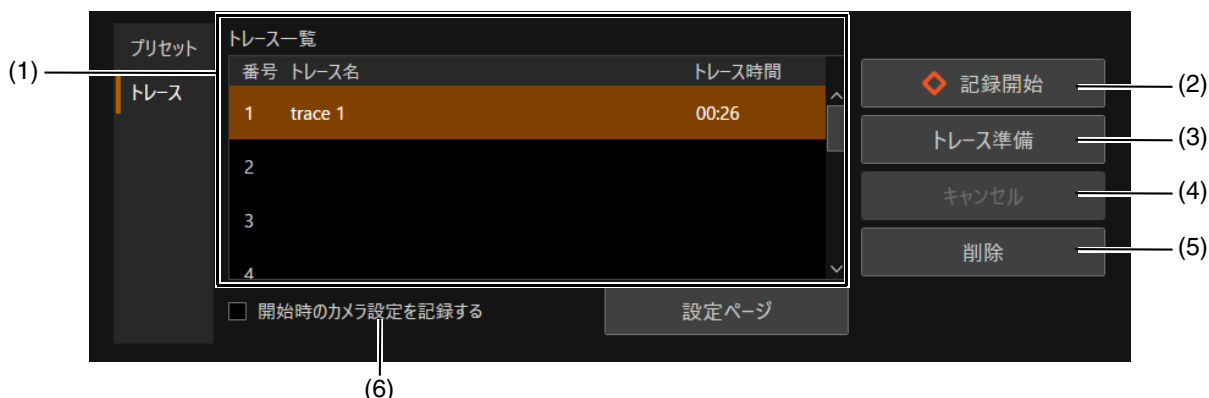 プリセット
トレース
トレース一覧
番号 トレース名 トレース時間
1 trace 1 00:26
2
3
4
開始時のカメラ設定を記録する
設定ページ
記録開始
トレース準備
キャンセル
削除
(1)
(2)
(3)
(4)
(5)
(6)